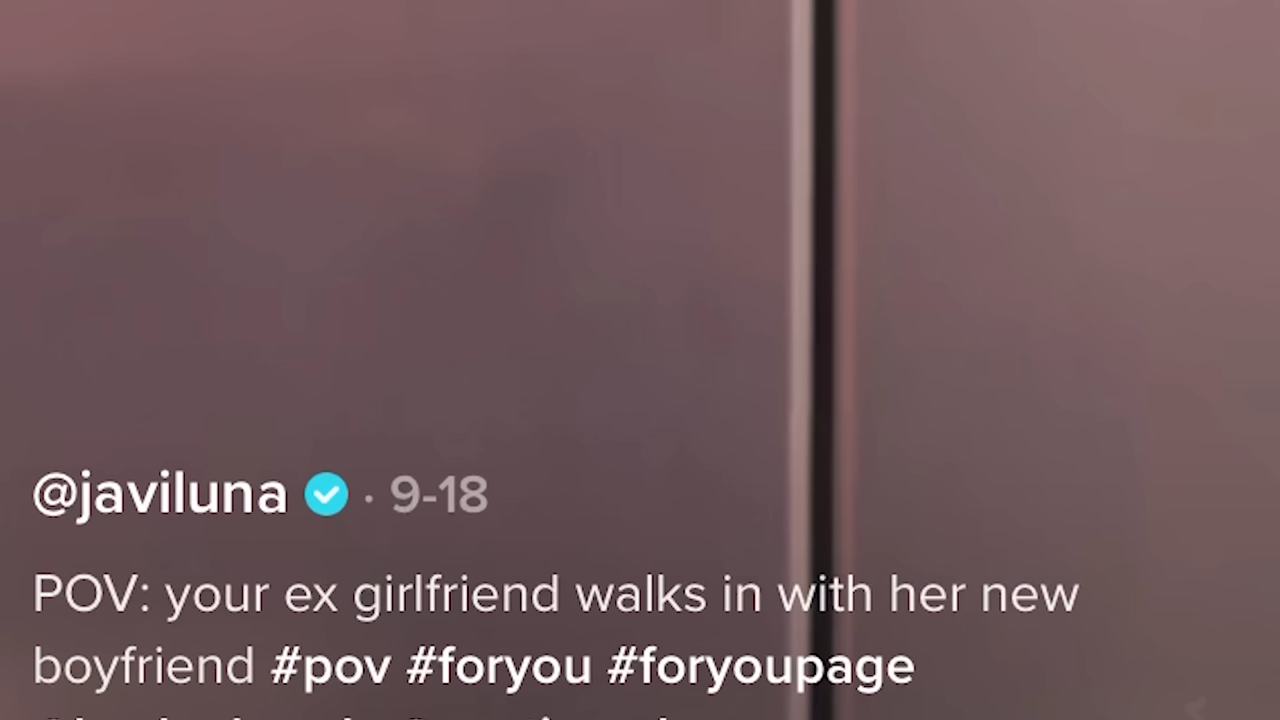 @javiluna · 9-18
POV: your ex girlfriend walks in with her new
boyfriend #pov #foryou #foryoupage